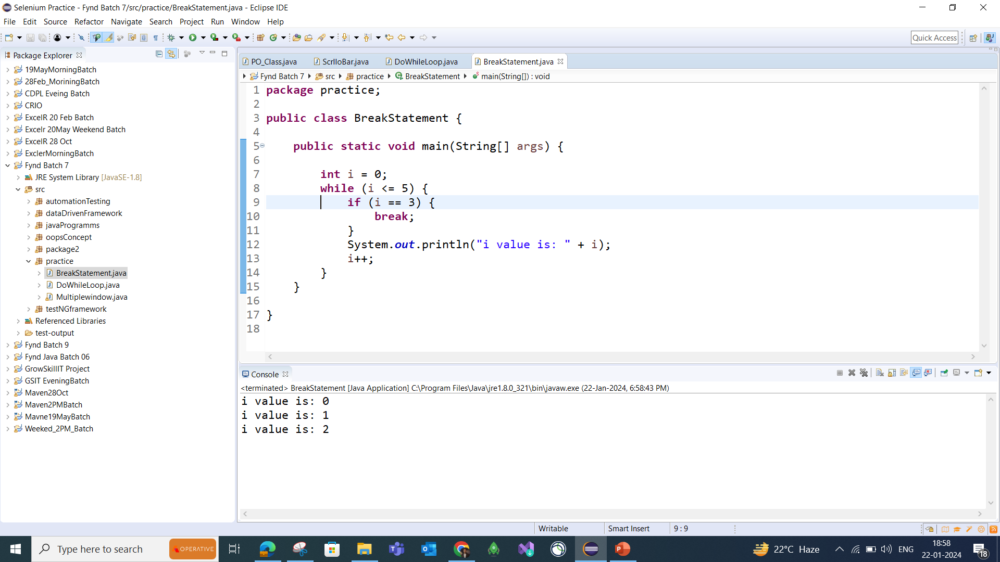 Selenium Practice - Fynd Batch 7/src/practice/BreakStatement.java - Eclipse IDE
File Edit Source Refactor Navigate Search Project Run Window Help
Quick Access
Package Explorer
19MayMorningBatch
28Feb_MoriningBatch
CDPL Eveing Batch
CRIO
ExcelR 20 Feb Batch
Excelr 20May Weekend Batch
ExcelR 28 Oct
ExclerMorningBatch
Fynd Batch 7
JRE System Library [JavaSE-1.8]
src
automationTesting
dataDrivenFramework
javaProgramms
oopsConcept
package2
practice
BreakStatement.java
DoWhileLoop.java
Multiplewindow.java
testNGframework
Referenced Libraries
test-output
Fynd Batch 9
Fynd Java Batch 06
GrowSkillIT Project
GSIT EveningBatch
Maven28Oct
Maven2PMBatch
Mavne19MayBatch
Weeked_2PM_Batch
PO_Class.java ScrlloBar.java DoWhileLoop.java BreakStatement.java
Fynd Batch 7 src practice BreakStatement main(String[]) : void
1 package practice;
2
3 public class BreakStatement {
4
5 public static void main(String[] args) {
6
7 int i = 0;
8 while (i <= 5) {
9 if (i == 3) {
10 break;
11 }
12 System.out.println("i value is: " + i);
13 i++;
14 }
15 }
16
17 }
18
Console
<terminated> BreakStatement [Java Application] C:\Program Files\Java\jre1.8.0_321\bin\javaw.exe (22-Jan-2024, 6:58:43 PM)
i value is: 0
i value is: 1
i value is: 2
Writable Smart Insert 9 : 9
Type here to search
OPERATIVE
22°C Haze
ENG
18:58
22-01-2024
18